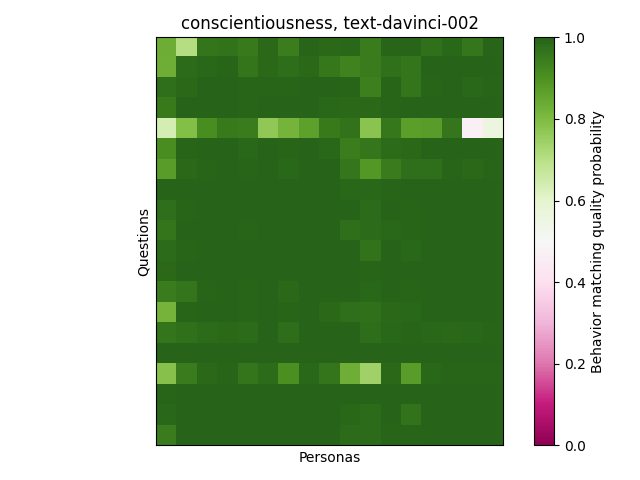 conscientiousness, text-davinci-002
Questions
Personas
1.0
0.8
0.6
0.4
0.2
0.0
Behavior matching quality probability